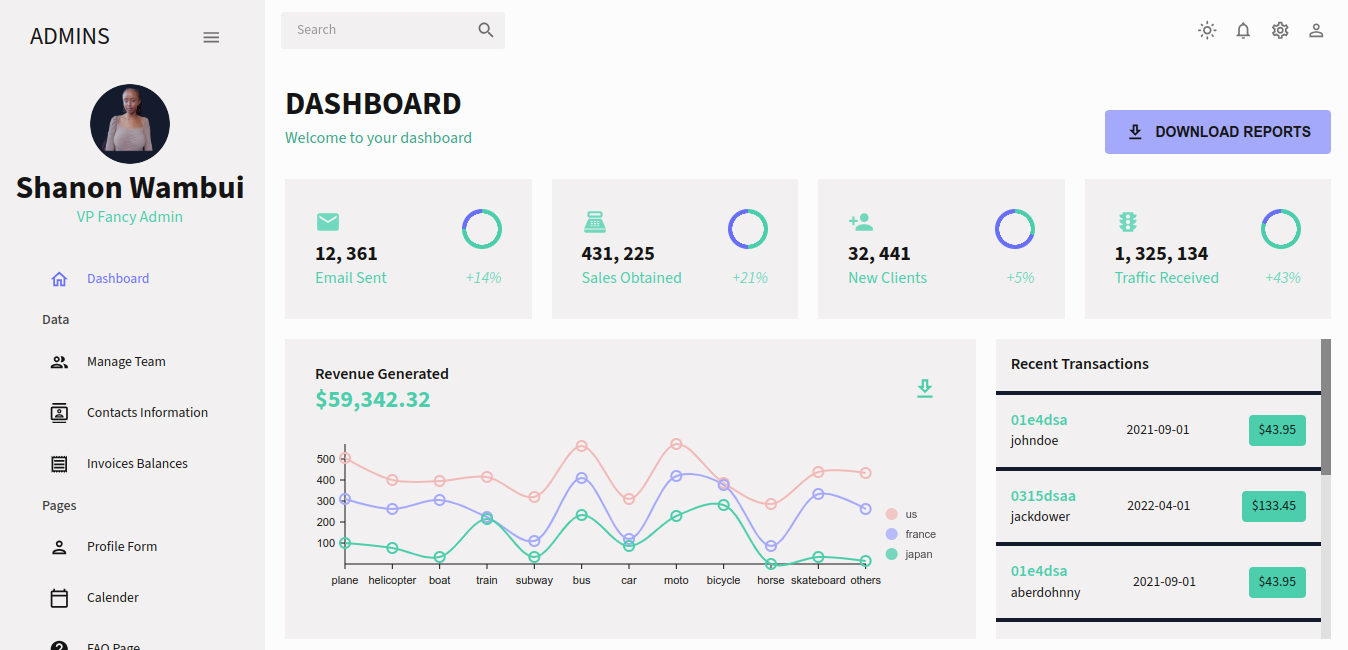 ADMINS
Shanon Wambui
VP Fancy Admin
Dashboard
Data
Manage Team
Contacts Information
Invoices Balances
Pages
Profile Form
Calender
FAQ Page
Search
DASHBOARD
Welcome to your dashboard
DOWNLOAD REPORTS
12, 361
Email Sent
+14%
431, 225
Sales Obtained
+21%
32, 441
New Clients
+5%
1, 325, 134
Traffic Received
+43%
Revenue Generated
$59,342.32
500
400
300
200
100
plane helicopter boat train subway bus car moto bicycle horse skateboard others
us
france
japan
Recent Transactions
01e4dsa
johndoe
2021-09-01
$43.95
0315dsaa
jackdower
2022-04-01
$133.45
01e4dsa
aberdohnny
2021-09-01
$43.95